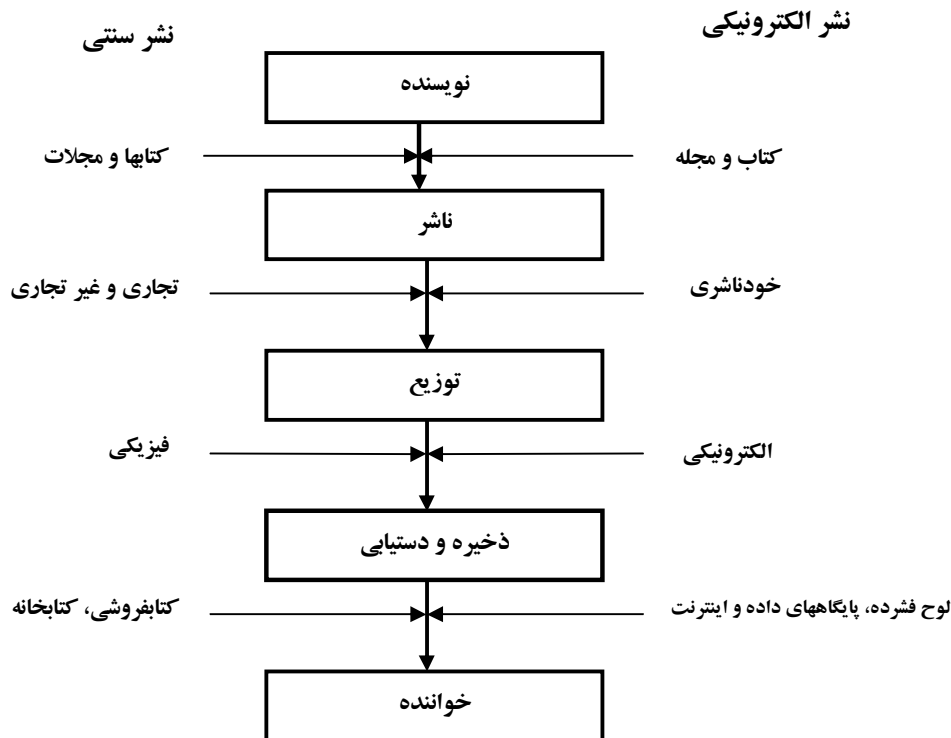 نشر الکترونیکی
نشر سنتی
نویسنده
کتاب و مجله
کتابها و مجلات
ناشر
خودناشری
تجاری و غیر تجاری
توزیع
الکترونیکی
فیزیکی
ذخیره و دستیابی
لوح فشرده، پایگاههای داده و اینترنت
کتابفروشی، کتابخانه
خواننده